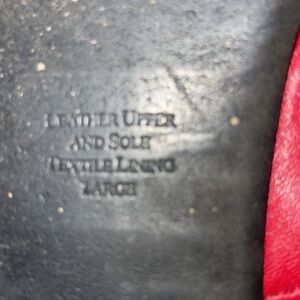 Leather Upper
and Sole
Textile Lining
Large